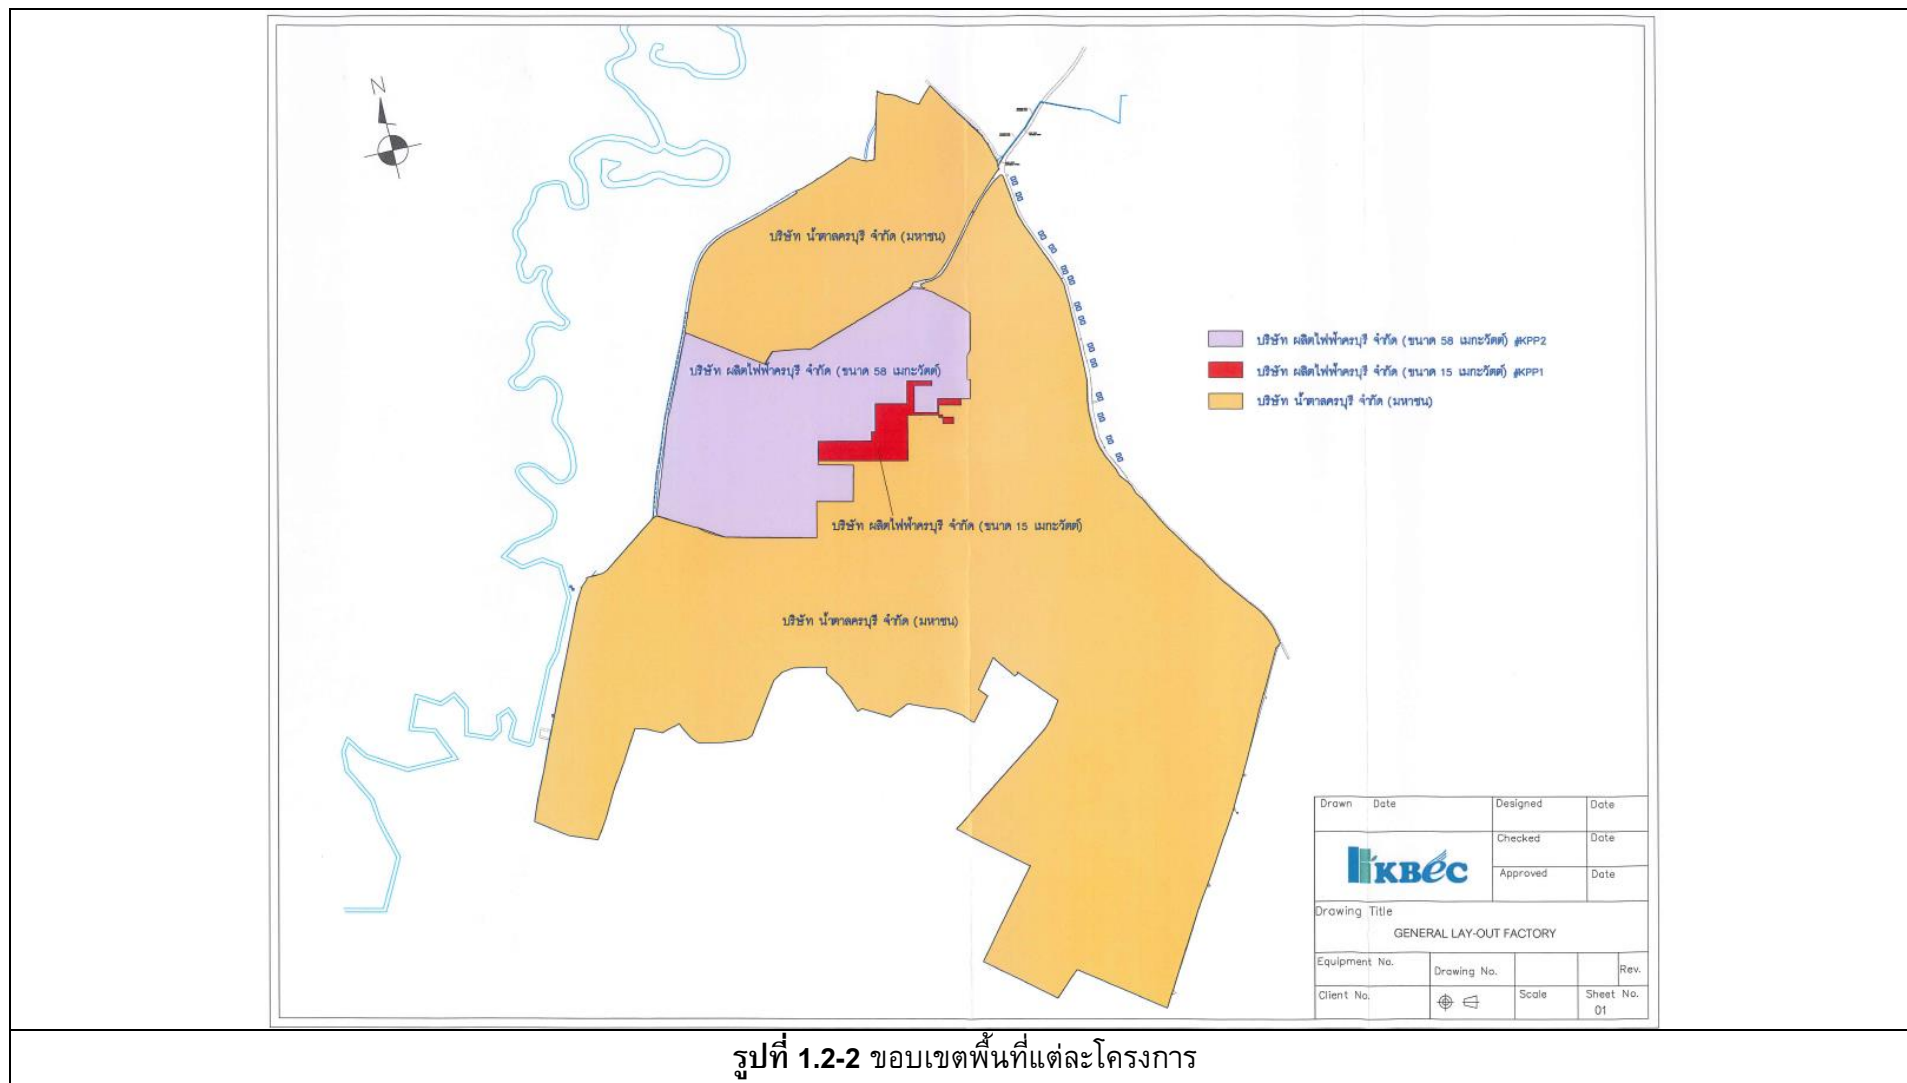 N
บริษัท น้ำตาลครบุรี จำกัด (มหาชน)
บริษัท ผลิตไฟฟ้าครบุรี จำกัด (ขนาด 58 เมกะวัตต์) #KPP2
บริษัท ผลิตไฟฟ้าครบุรี จำกัด (ขนาด 58 เมกะวัตต์)
บริษัท ผลิตไฟฟ้าครบุรี จำกัด (ขนาด 15 เมกะวัตต์) #KPP1
บริษัท น้ำตาลครบุรี จำกัด (มหาชน)
บริษัท ผลิตไฟฟ้าครบุรี จำกัด (ขนาด 15 เมกะวัตต์)
บริษัท น้ำตาลครบุรี จำกัด (มหาชน)
Drawn Date Designed Date
Checked Date
KBéC
Approved Date
Drawing Title
GENERAL LAY-OUT FACTORY
Equipment No. Drawing No. Rev.
Client No. Scale Sheet No.
01
รูปที่ 1.2-2 ขอบเขตพื้นที่แต่ละโครงการ